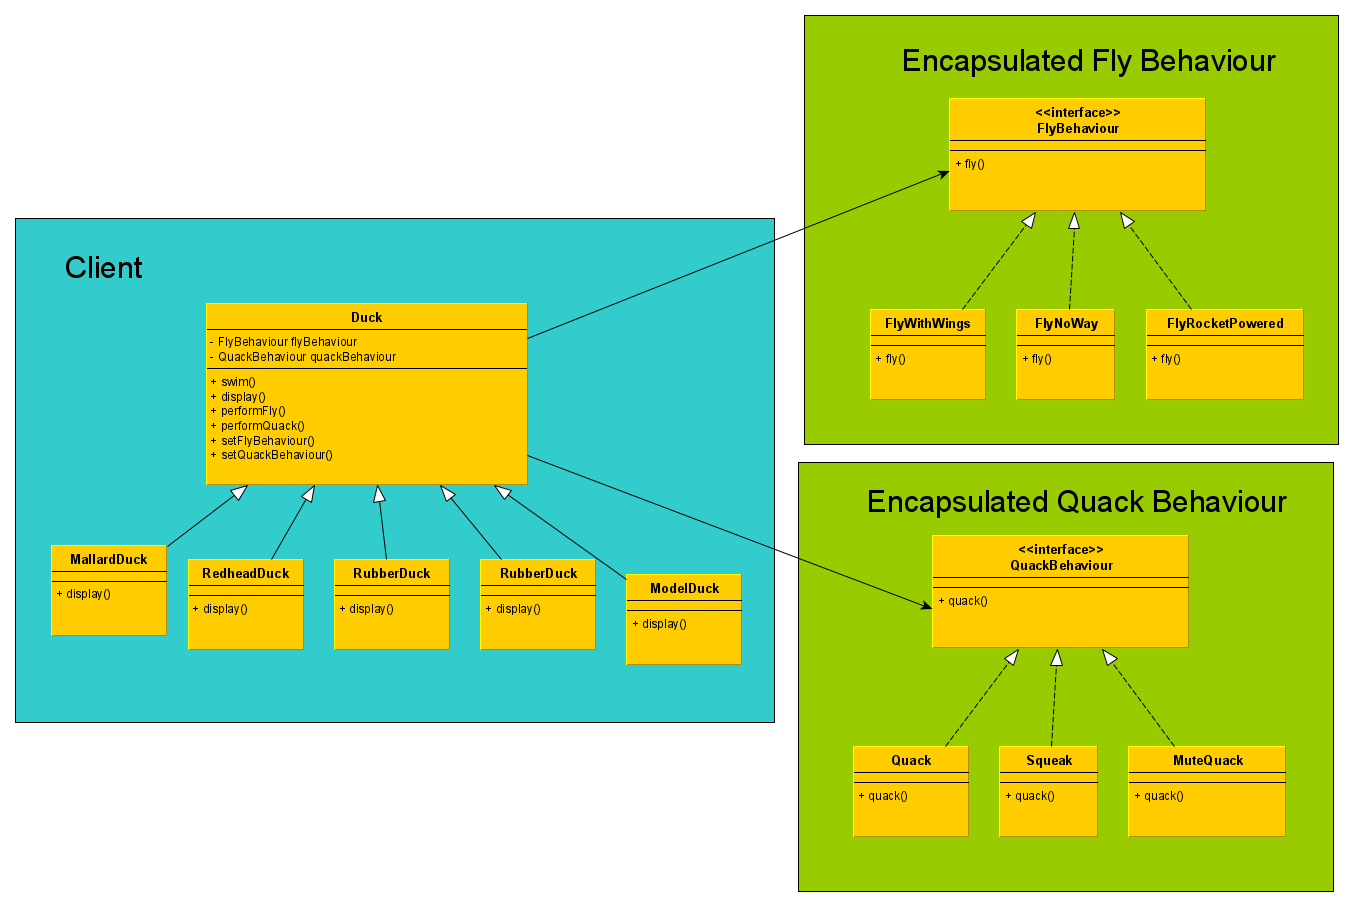 Encapsulated Fly Behaviour
<<interface>>
FlyBehaviour
+ fly()
FlyWithWings
+ fly()
FlyNoWay
+ fly()
FlyRocketPowered
+ fly()
Client
Duck
- FlyBehaviour flyBehaviour
- QuackBehaviour quackBehaviour
+ swim()
+ display()
+ performFly()
+ performQuack()
+ setFlyBehaviour()
+ setQuackBehaviour()
MallardDuck
+ display()
RedheadDuck
+ display()
RubberDuck
+ display()
RubberDuck
+ display()
ModelDuck
+ display()
Encapsulated Quack Behaviour
<<interface>>
QuackBehaviour
+ quack()
Quack
+ quack()
Squeak
+ quack()
MuteQuack
+ quack()